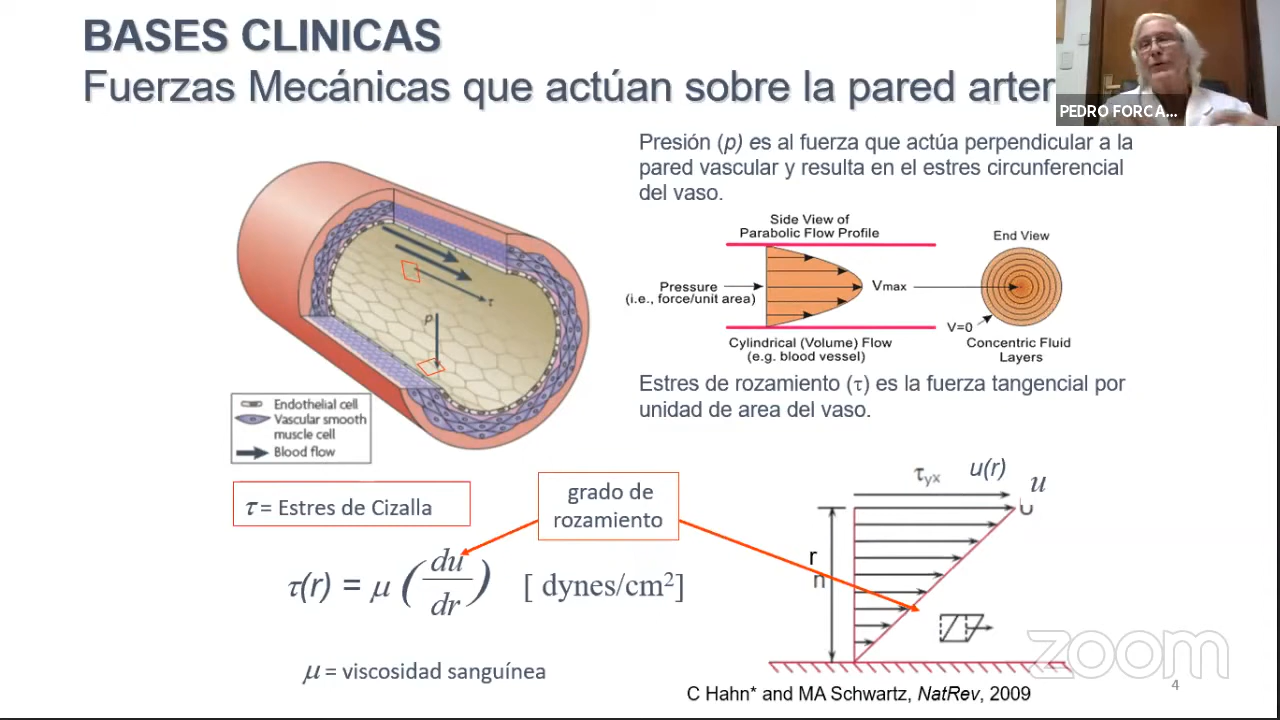 BASES CLINICAS
Fuerzas Mecánicas que actúan sobre la pared arter
PEDRO FORCA...
Presión (p) es al fuerza que actúa perpendicular a la
pared vascular y resulta en el estres circunferencial
del vaso.
Side View of
Parabolic Flow Profile
End View
Pressure
(i.e., force/unit area)
Vmax
V=0
Cylindrical (Volume) Flow
(e.g. blood vessel)
Concentric Fluid
Layers
τ
p
Endothelial cell
Vascular smooth
muscle cell
Blood flow
Estres de rozamiento (τ) es la fuerza tangencial por
unidad de area del vaso.
τ = Estres de Cizalla
grado de
rozamiento
τ(r) = μ (du/dr) [ dynes/cm²]
μ = viscosidad sanguínea
τyx
u(r)
u
r
n
zoom
C Hahn* and MA Schwartz, NatRev, 2009
4